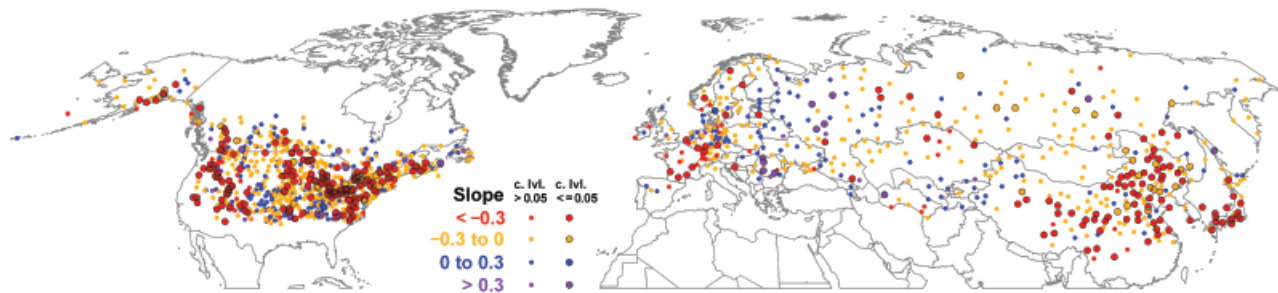 Slope c. lvl. > 0.05 c. lvl. <= 0.05
< −0.3
−0.3 to 0
0 to 0.3
> 0.3